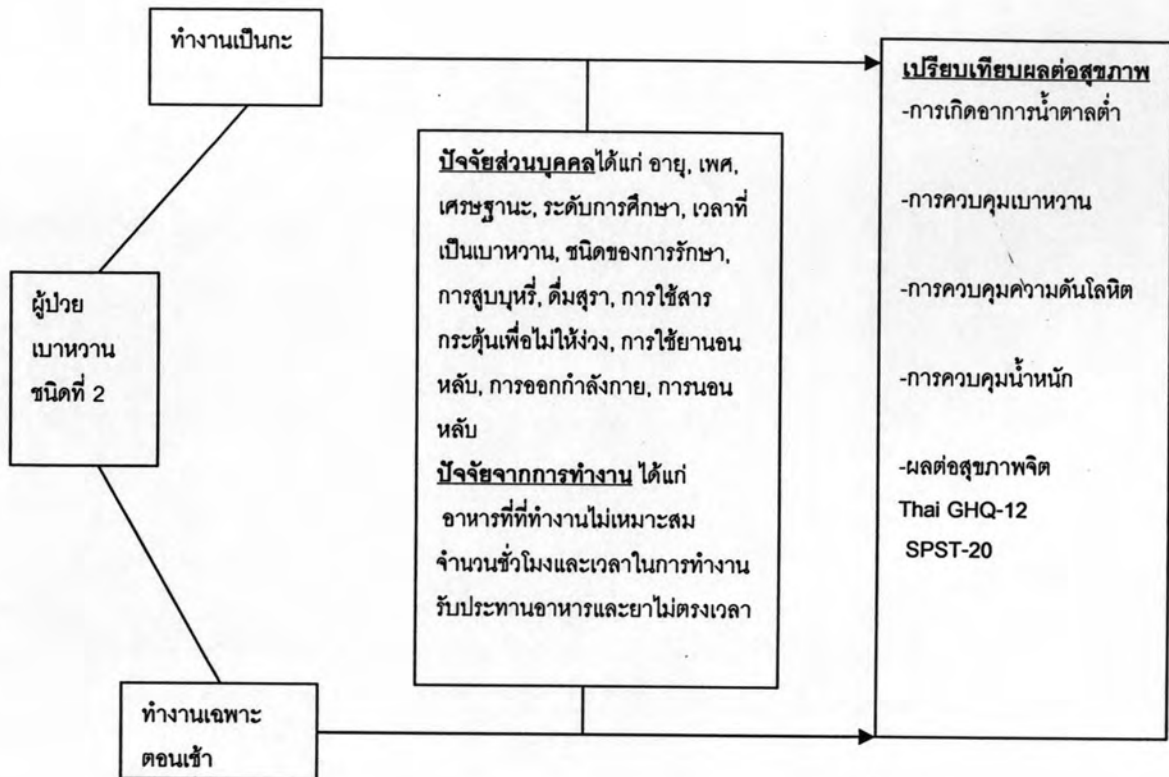 ทำงานเป็นกะ
ผู้ป่วย
เบาหวาน
ชนิดที่ 2
ทำงานเฉพาะ
ตอนเช้า
ปัจจัยส่วนบุคคลได้แก่ อายุ, เพศ,
เศรษฐานะ, ระดับการศึกษา, เวลาที่
เป็นเบาหวาน, ชนิดของการรักษา,
การสูบบุหรี่, ดื่มสุรา, การใช้สาร
กระตุ้นเพื่อไม่ให้ง่วง, การใช้ยานอน
หลับ, การออกกำลังกาย, การนอน
หลับ
ปัจจัยจากการทำงาน ได้แก่
อาหารที่ที่ทำงานไม่เหมาะสม
จำนวนชั่วโมงและเวลาในการทำงาน
รับประทานอาหารและยาไม่ตรงเวลา
เปรียบเทียบผลต่อสุขภาพ
-การเกิดอาการน้ำตาลต่ำ
-การควบคุมเบาหวาน
-การควบคุมความดันโลหิต
-การควบคุมน้ำหนัก
-ผลต่อสุขภาพจิต
Thai GHQ-12
SPST-20